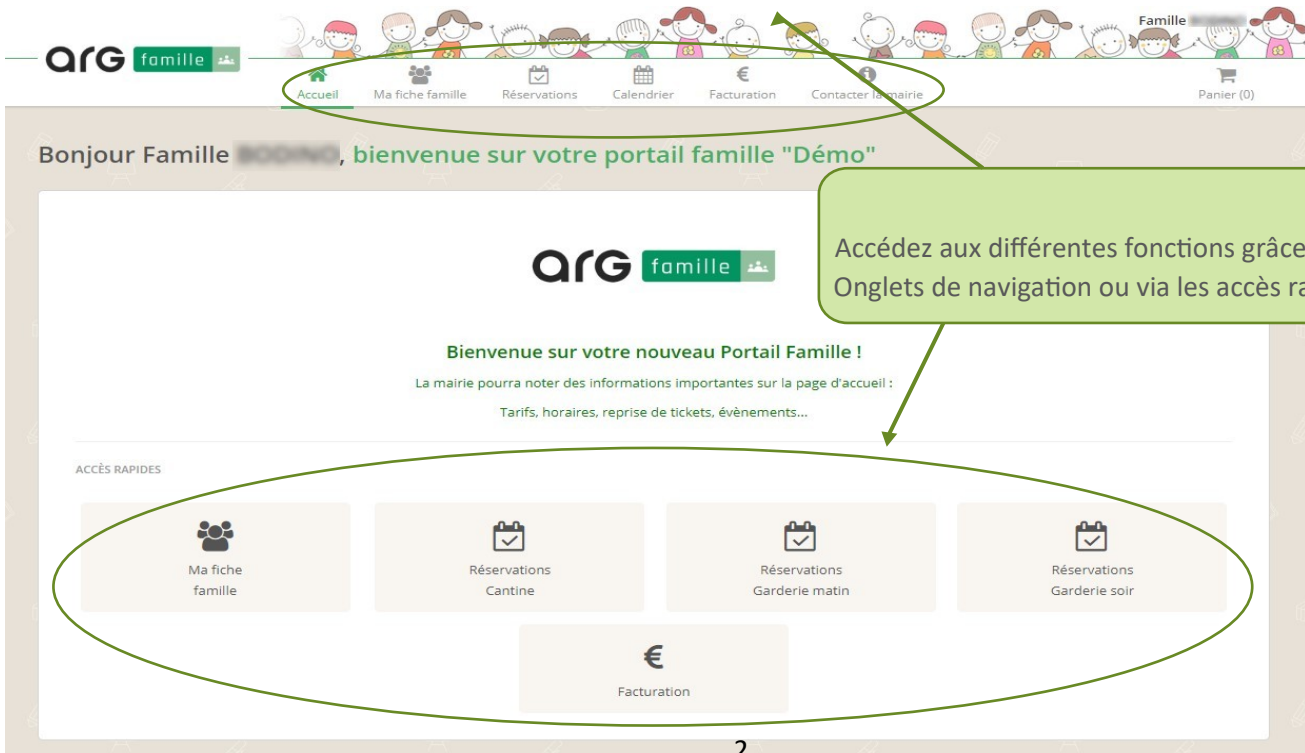 Famille
arG famille
Accueil Ma fiche famille Réservations Calendrier € Facturation Contacter la mairie Panier (0)
Bonjour Famille , bienvenue sur votre portail famille "Démo"
Accédez aux différentes fonctions grâce
Onglets de navigation ou via les accès
arG famille
Bienvenue sur votre nouveau Portail Famille !
La mairie pourra noter des informations importantes sur la page d'accueil :
Tarifs, horaires, reprise de tickets, évènements...
ACCÈS RAPIDES
Ma fiche
famille
Réservations
Cantine
Réservations
Garderie matin
Réservations
Garderie soir
€
Facturation
2